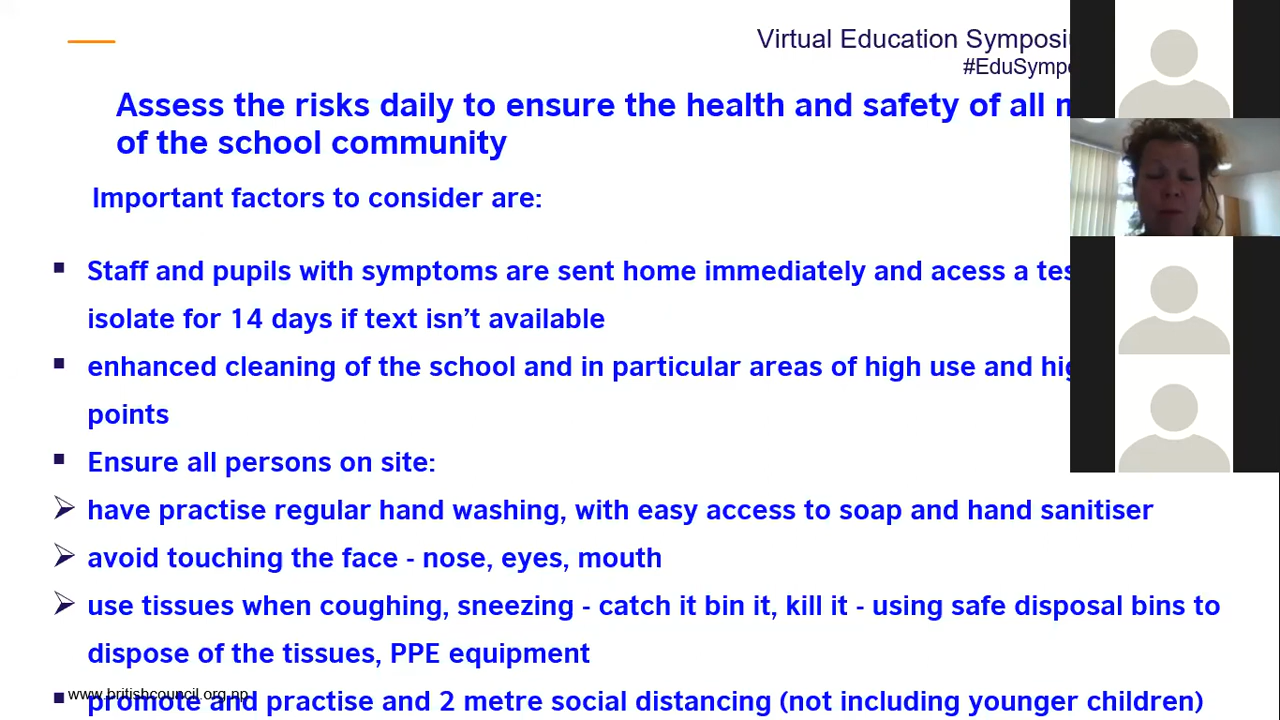 Virtual Education
#EduSympo
Assess the risks daily to ensure the health and safety of all
of the school community
Important factors to consider are:
Staff and pupils with symptoms are sent home immediately and acess a
isolate for 14 days if text isn’t available
enhanced cleaning of the school and in particular areas of high use and
points
Ensure all persons on site:
have practise regular hand washing, with easy access to soap and hand sanitiser
avoid touching the face - nose, eyes, mouth
use tissues when coughing, sneezing - catch it bin it, kill it - using safe disposal bins to
dispose of the tissues, PPE equipment
promote and practise and 2 metre social distancing (not including younger children)
www.britishcouncil.org.np